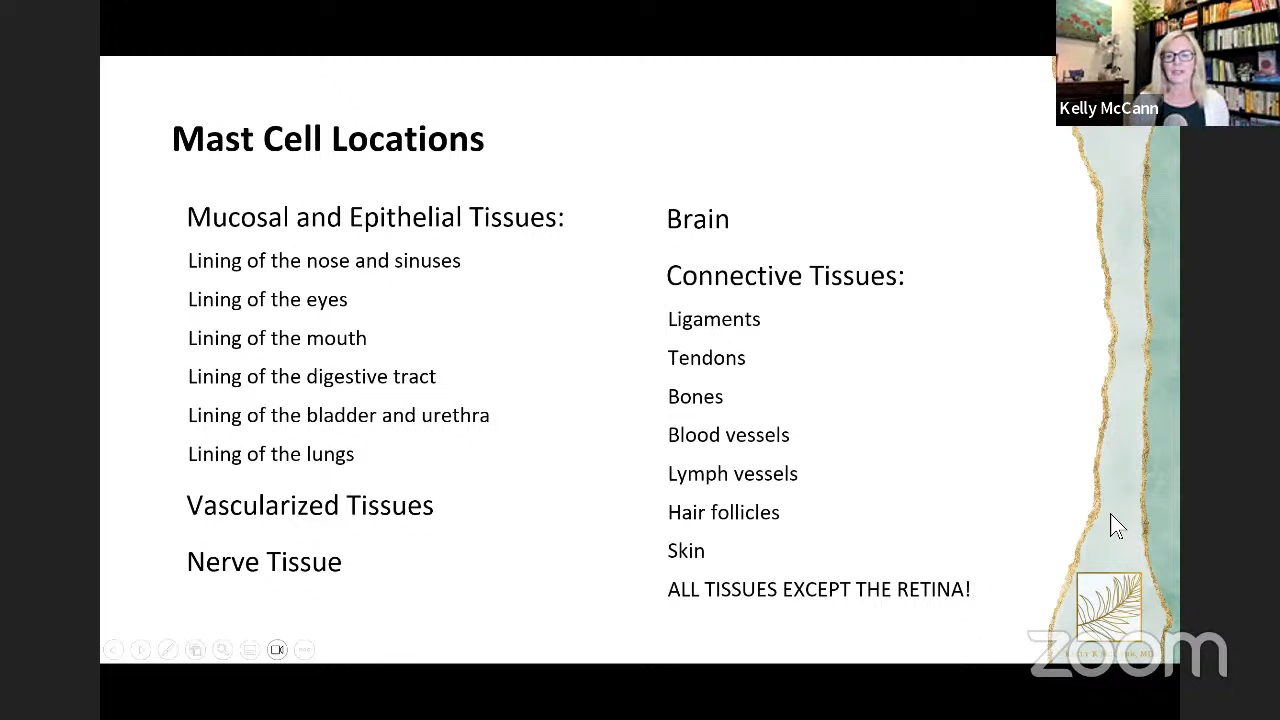 Kelly McCann
Mast Cell Locations
Mucosal and Epithelial Tissues:
Lining of the nose and sinuses
Lining of the eyes
Lining of the mouth
Lining of the digestive tract
Lining of the bladder and urethra
Lining of the lungs
Vascularized Tissues
Nerve Tissue
Brain
Connective Tissues:
Ligaments
Tendons
Bones
Blood vessels
Lymph vessels
Hair follicles
Skin
ALL TISSUES EXCEPT THE RETINA!
zoom